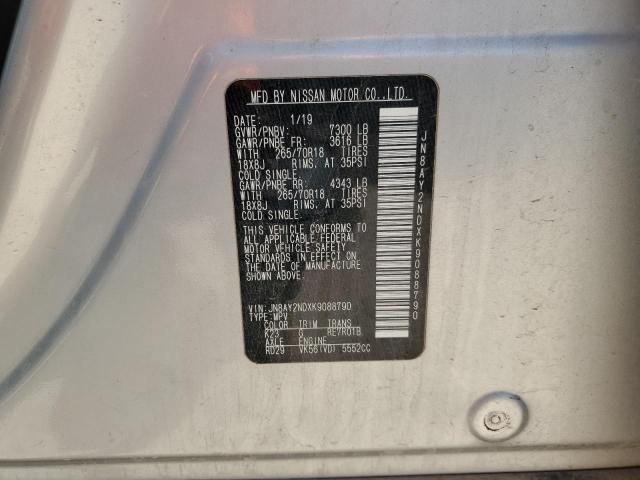 MFD BY NISSAN MOTOR CO.,LTD.
DATE: 1/19
GVWR/PNBV: 7300 LB
GAWR/PNBE FR: 3616 LB
WITH 265/70R18 TIRES
18X8J RIMS. AT 35PSI
COLD SINGLE.
GAWR/PNBE RR: 4343 LB
WITH 265/70R18 TIRES
18X8J RIMS. AT 35PSI
COLD SINGLE.
THIS VEHICLE CONFORMS TO
ALL APPLICABLE FEDERAL
MOTOR VEHICLE SAFETY
STANDARDS IN EFFECT ON
THE DATE OF MANUFACTURE
SHOWN ABOVE.
VIN: JN8AY2NDXK9088790
TYPE: MPV
COLOR TRIM TRANS
K23 G RE7R01B
AXLE ENGINE
RD29 VK56(VD) 5552CC
JN8AY2NDXK9088790